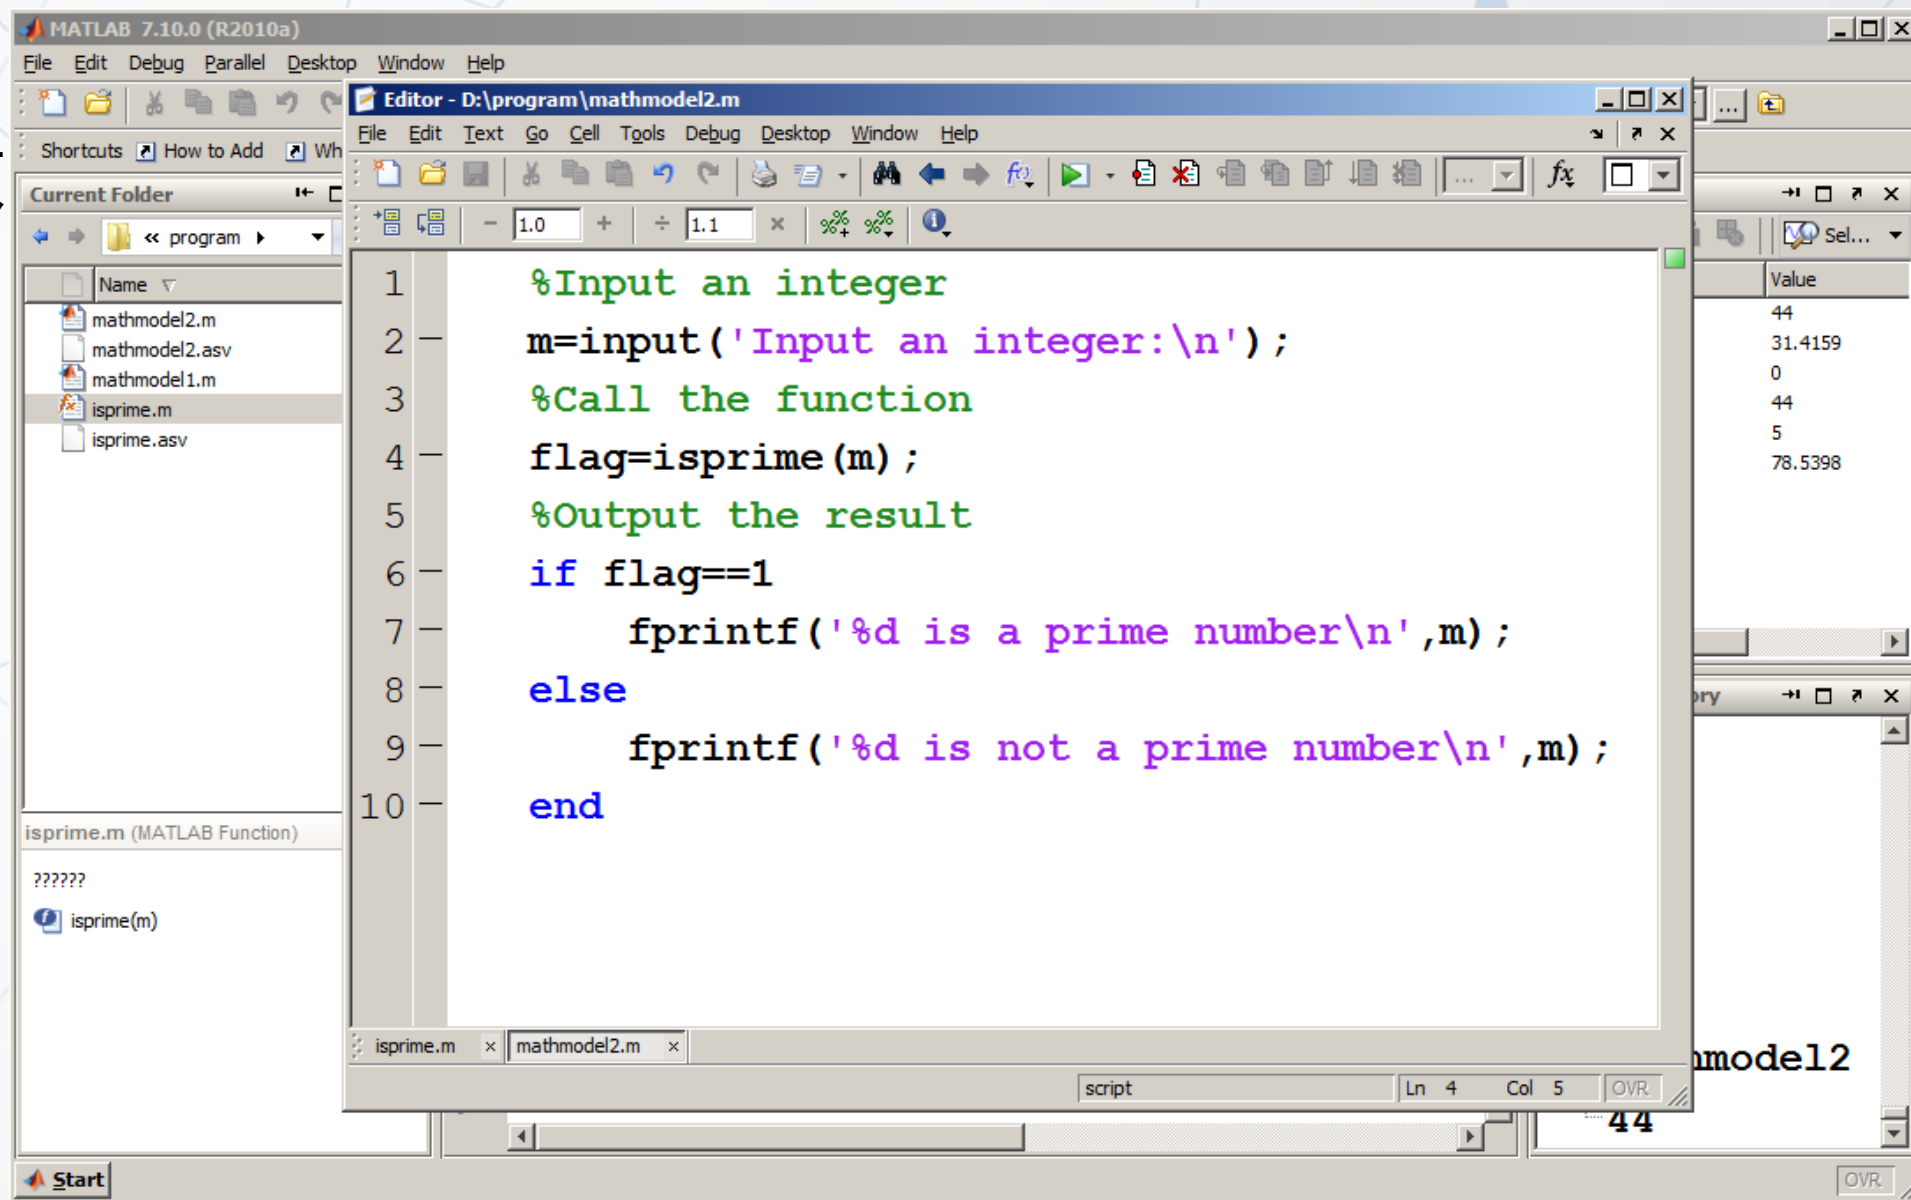 MATLAB 7.10.0 (R2010a)
File Edit Debug Parallel Desktop Window Help
Shortcuts How to Add
Current Folder
« program
Name
mathmodel2.m
mathmodel2.asv
mathmodel1.m
isprime.m
isprime.asv
isprime.m (MATLAB Function)
??????
isprime(m)
Editor - D:\program\mathmodel2.m
File Edit Text Go Cell Tools Debug Desktop Window Help
... fx
- 1.0 + ÷ 1.1 ×
1 %Input an integer
2 – m=input('Input an integer:\n');
3 %Call the function
4 – flag=isprime(m);
5 %Output the result
6 – if flag==1
7 – fprintf('%d is a prime number\n',m);
8 – else
9 – fprintf('%d is not a prime number\n',m);
10 – end
isprime.m × mathmodel2.m ×
script Ln 4 Col 5 OVR
...
Sel...
Value
44
31.4159
0
44
5
78.5398
44
Start
OVR